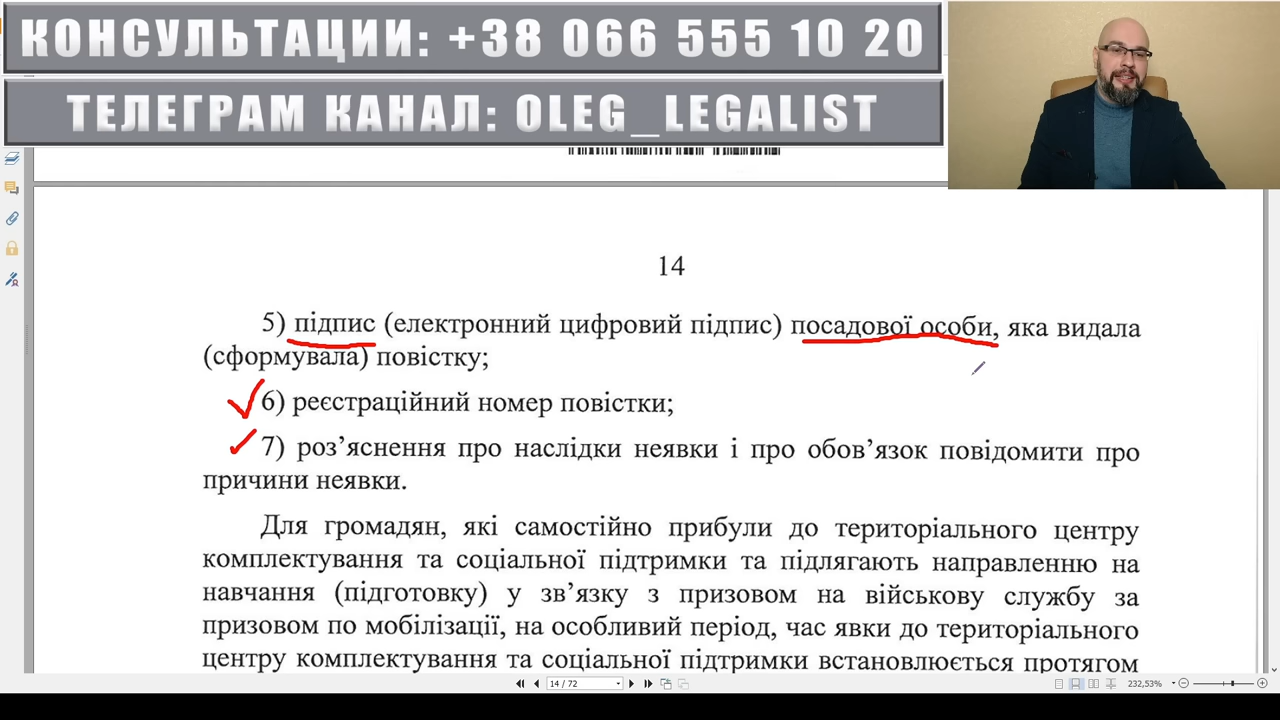 КОНСУЛЬТАЦИИ: +38 066 555 10 20
ТЕЛЕГРАМ КАНАЛ: OLEG_LEGALIST
14
5) підпис (електронний цифровий підпис) посадової особи, яка видала
(сформувала) повістку;
6) реєстраційний номер повістки;
7) роз’яснення про наслідки неявки і про обов’язок повідомити про
причини неявки.
Для громадян, які самостійно прибули до територіального центру
комплектування та соціальної підтримки та підлягають направленню на
навчання (підготовку) у зв’язку з призовом на військову службу за
призовом по мобілізації, на особливий період, час явки до територіального
центру комплектування та соціальної підтримки встановлюється протягом
14 / 72
232,53%